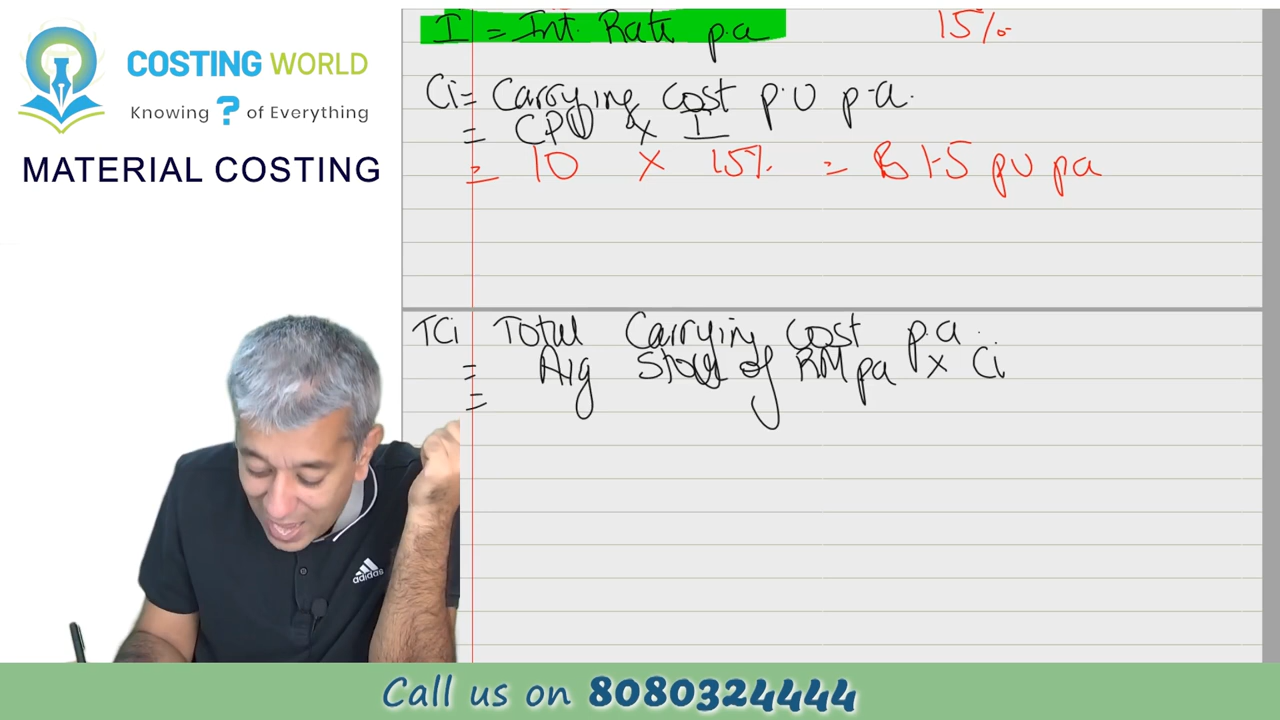 COSTING WORLD
Knowing ? of Everything
MATERIAL COSTING
I = Int. Rate p.a 15%
Ci = Carrying cost p.u p.a.
= CPU x I
= 10 x 15% = Rs 1.5 pu pa
TCi Total Carrying cost p.a.
= Avg Stock of RM pa x Ci
=
adidas
Call us on 8080324444